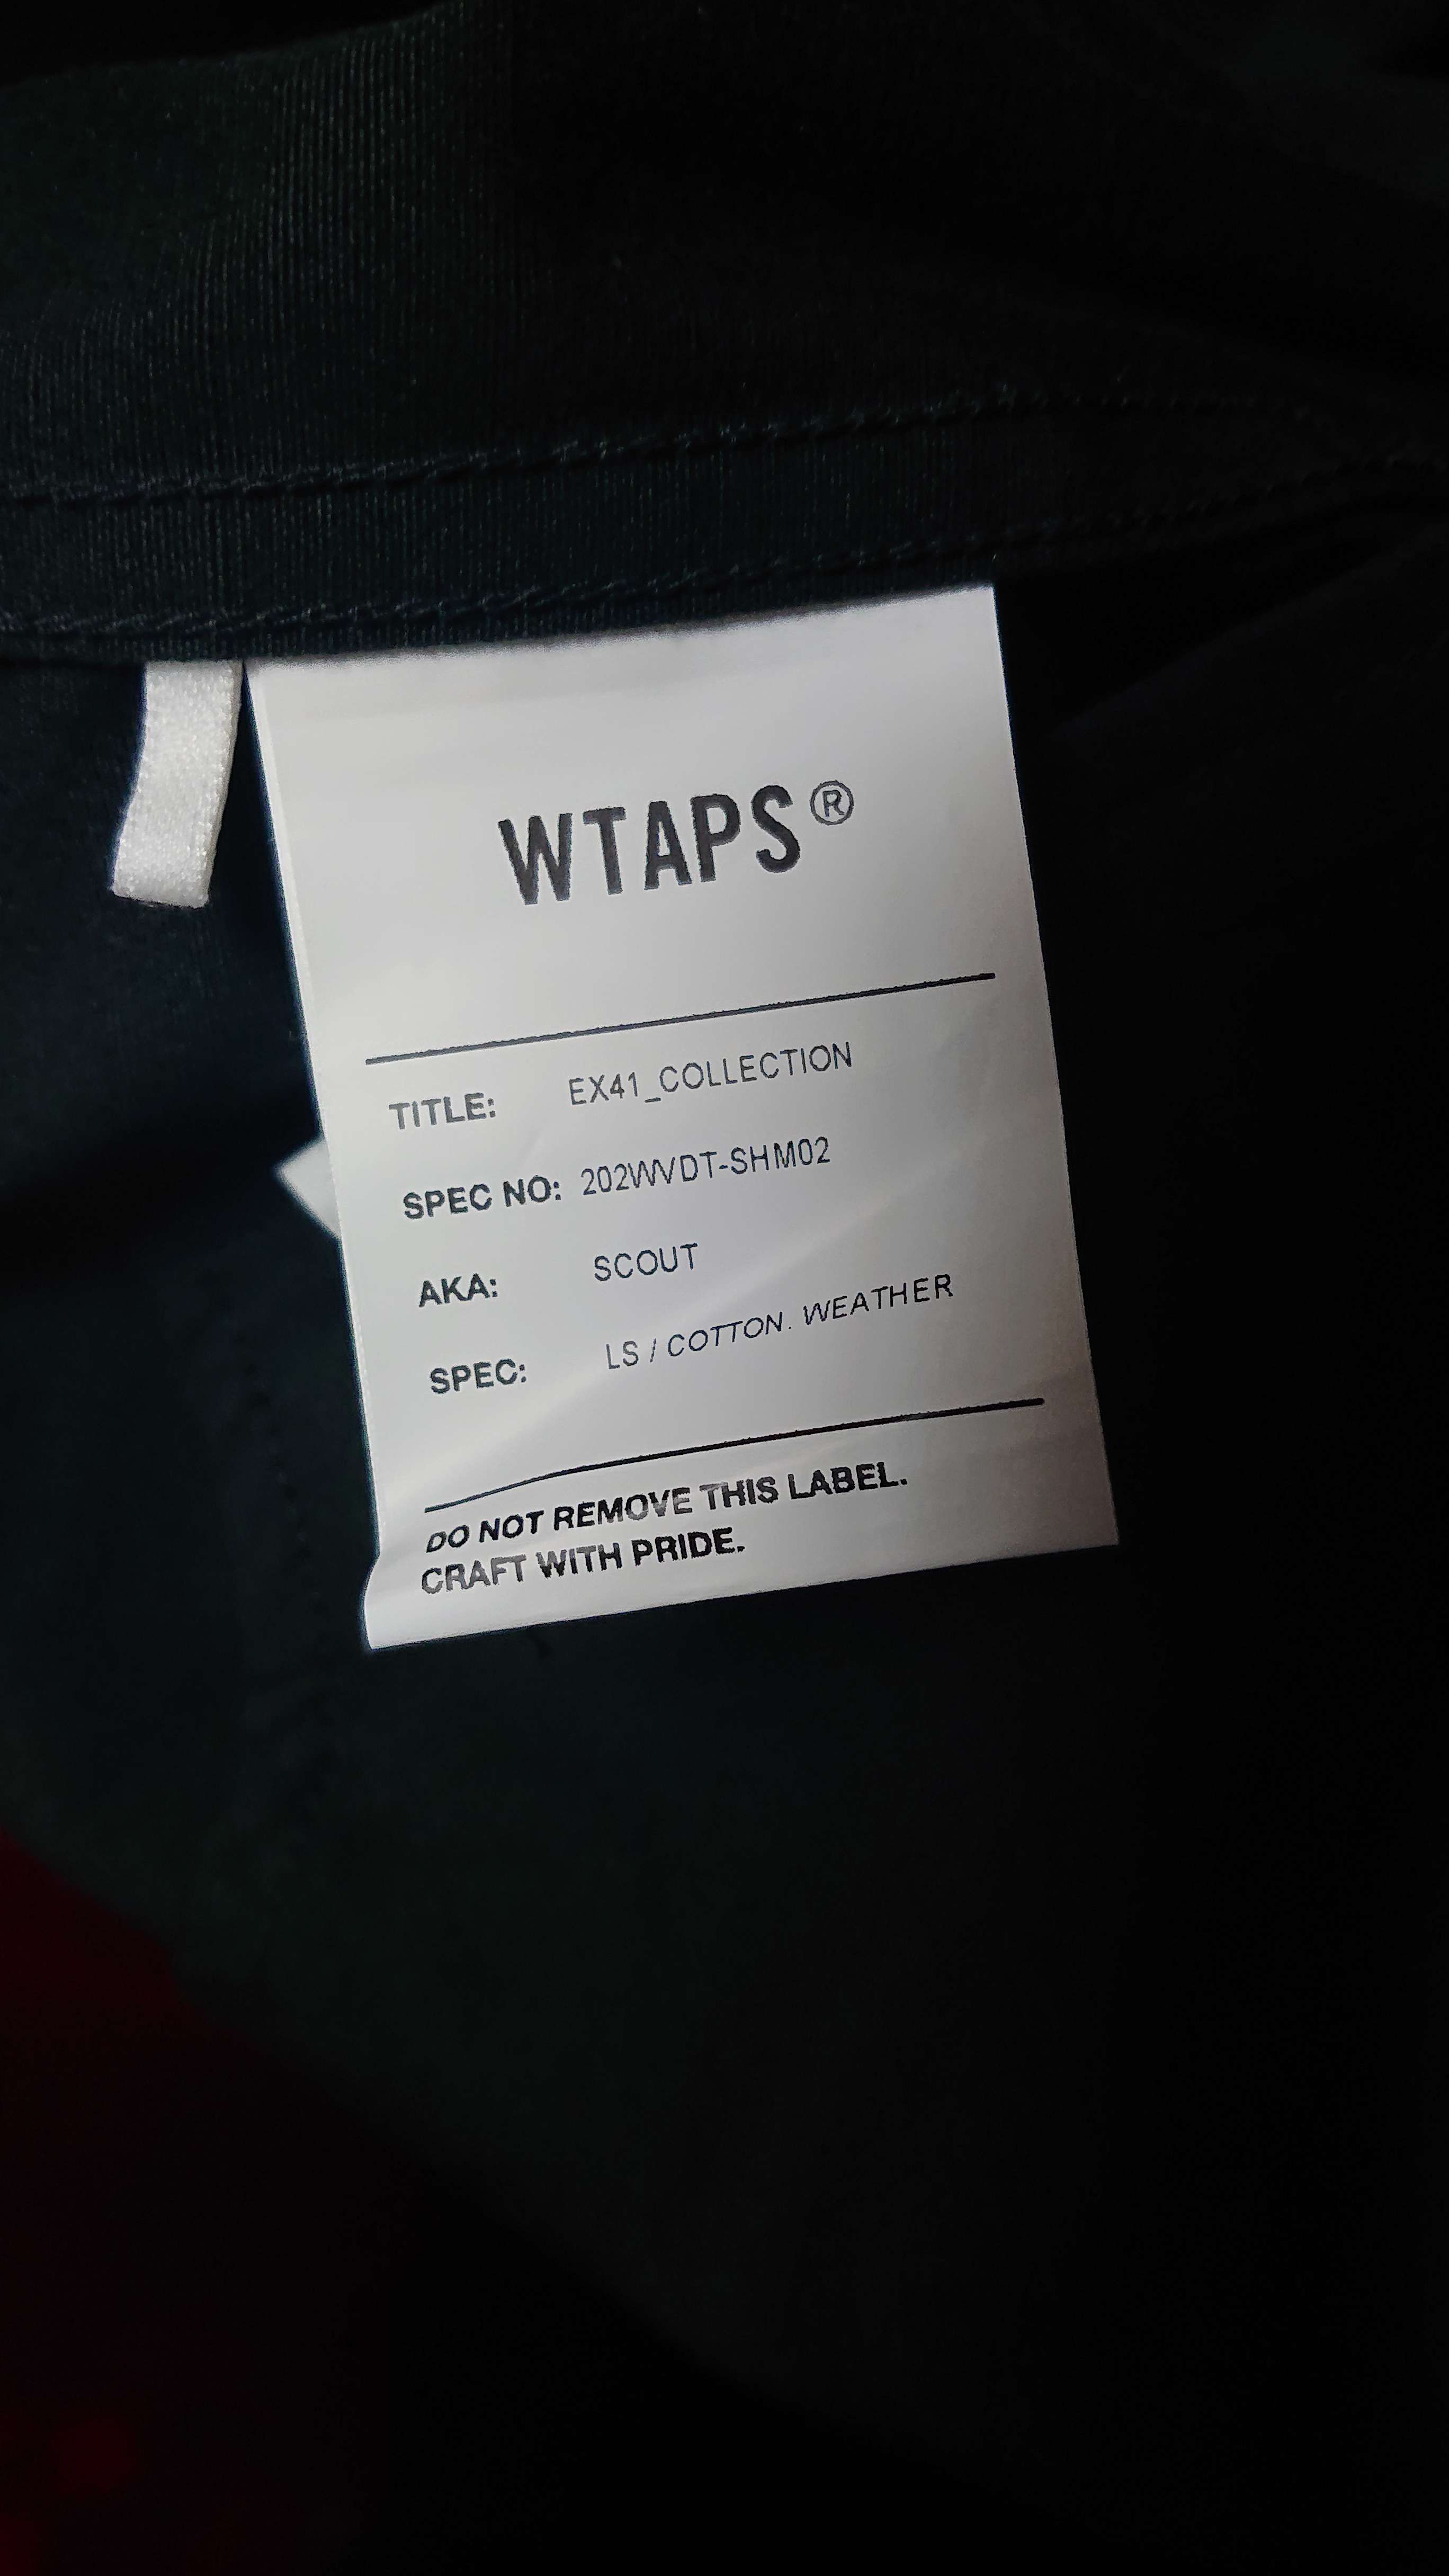 WTAPS®
TITLE: EX41_COLLECTION
SPEC NO: 202WVDT-SHM02
AKA: SCOUT
SPEC: LS / COTTON. WEATHER
DO NOT REMOVE THIS LABEL.
CRAFT WITH PRIDE.